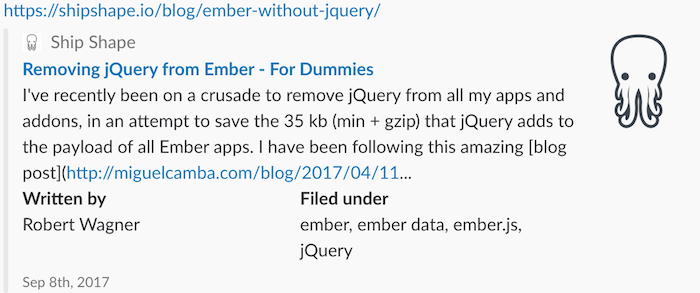 https://shipshape.io/blog/ember-without-jquery/
Ship Shape
Removing jQuery from Ember - For Dummies
I've recently been on a crusade to remove jQuery from all my apps and
addons, in an attempt to save the 35 kb (min + gzip) that jQuery adds to
the payload of all Ember apps. I have been following this amazing [blog
post](http://miguelcamba.com/blog/2017/04/11...
Written by
Robert Wagner
Filed under
ember, ember data, ember.js,
jQuery
Sep 8th, 2017